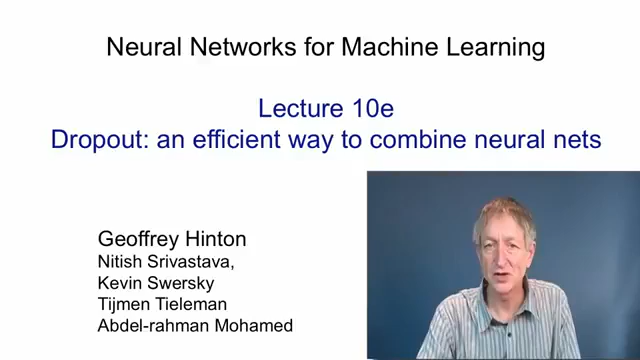 Neural Networks for Machine Learning
Lecture 10e
Dropout: an efficient way to combine neural nets
Geoffrey Hinton
Nitish Srivastava,
Kevin Swersky
Tijmen Tieleman
Abdel-rahman Mohamed